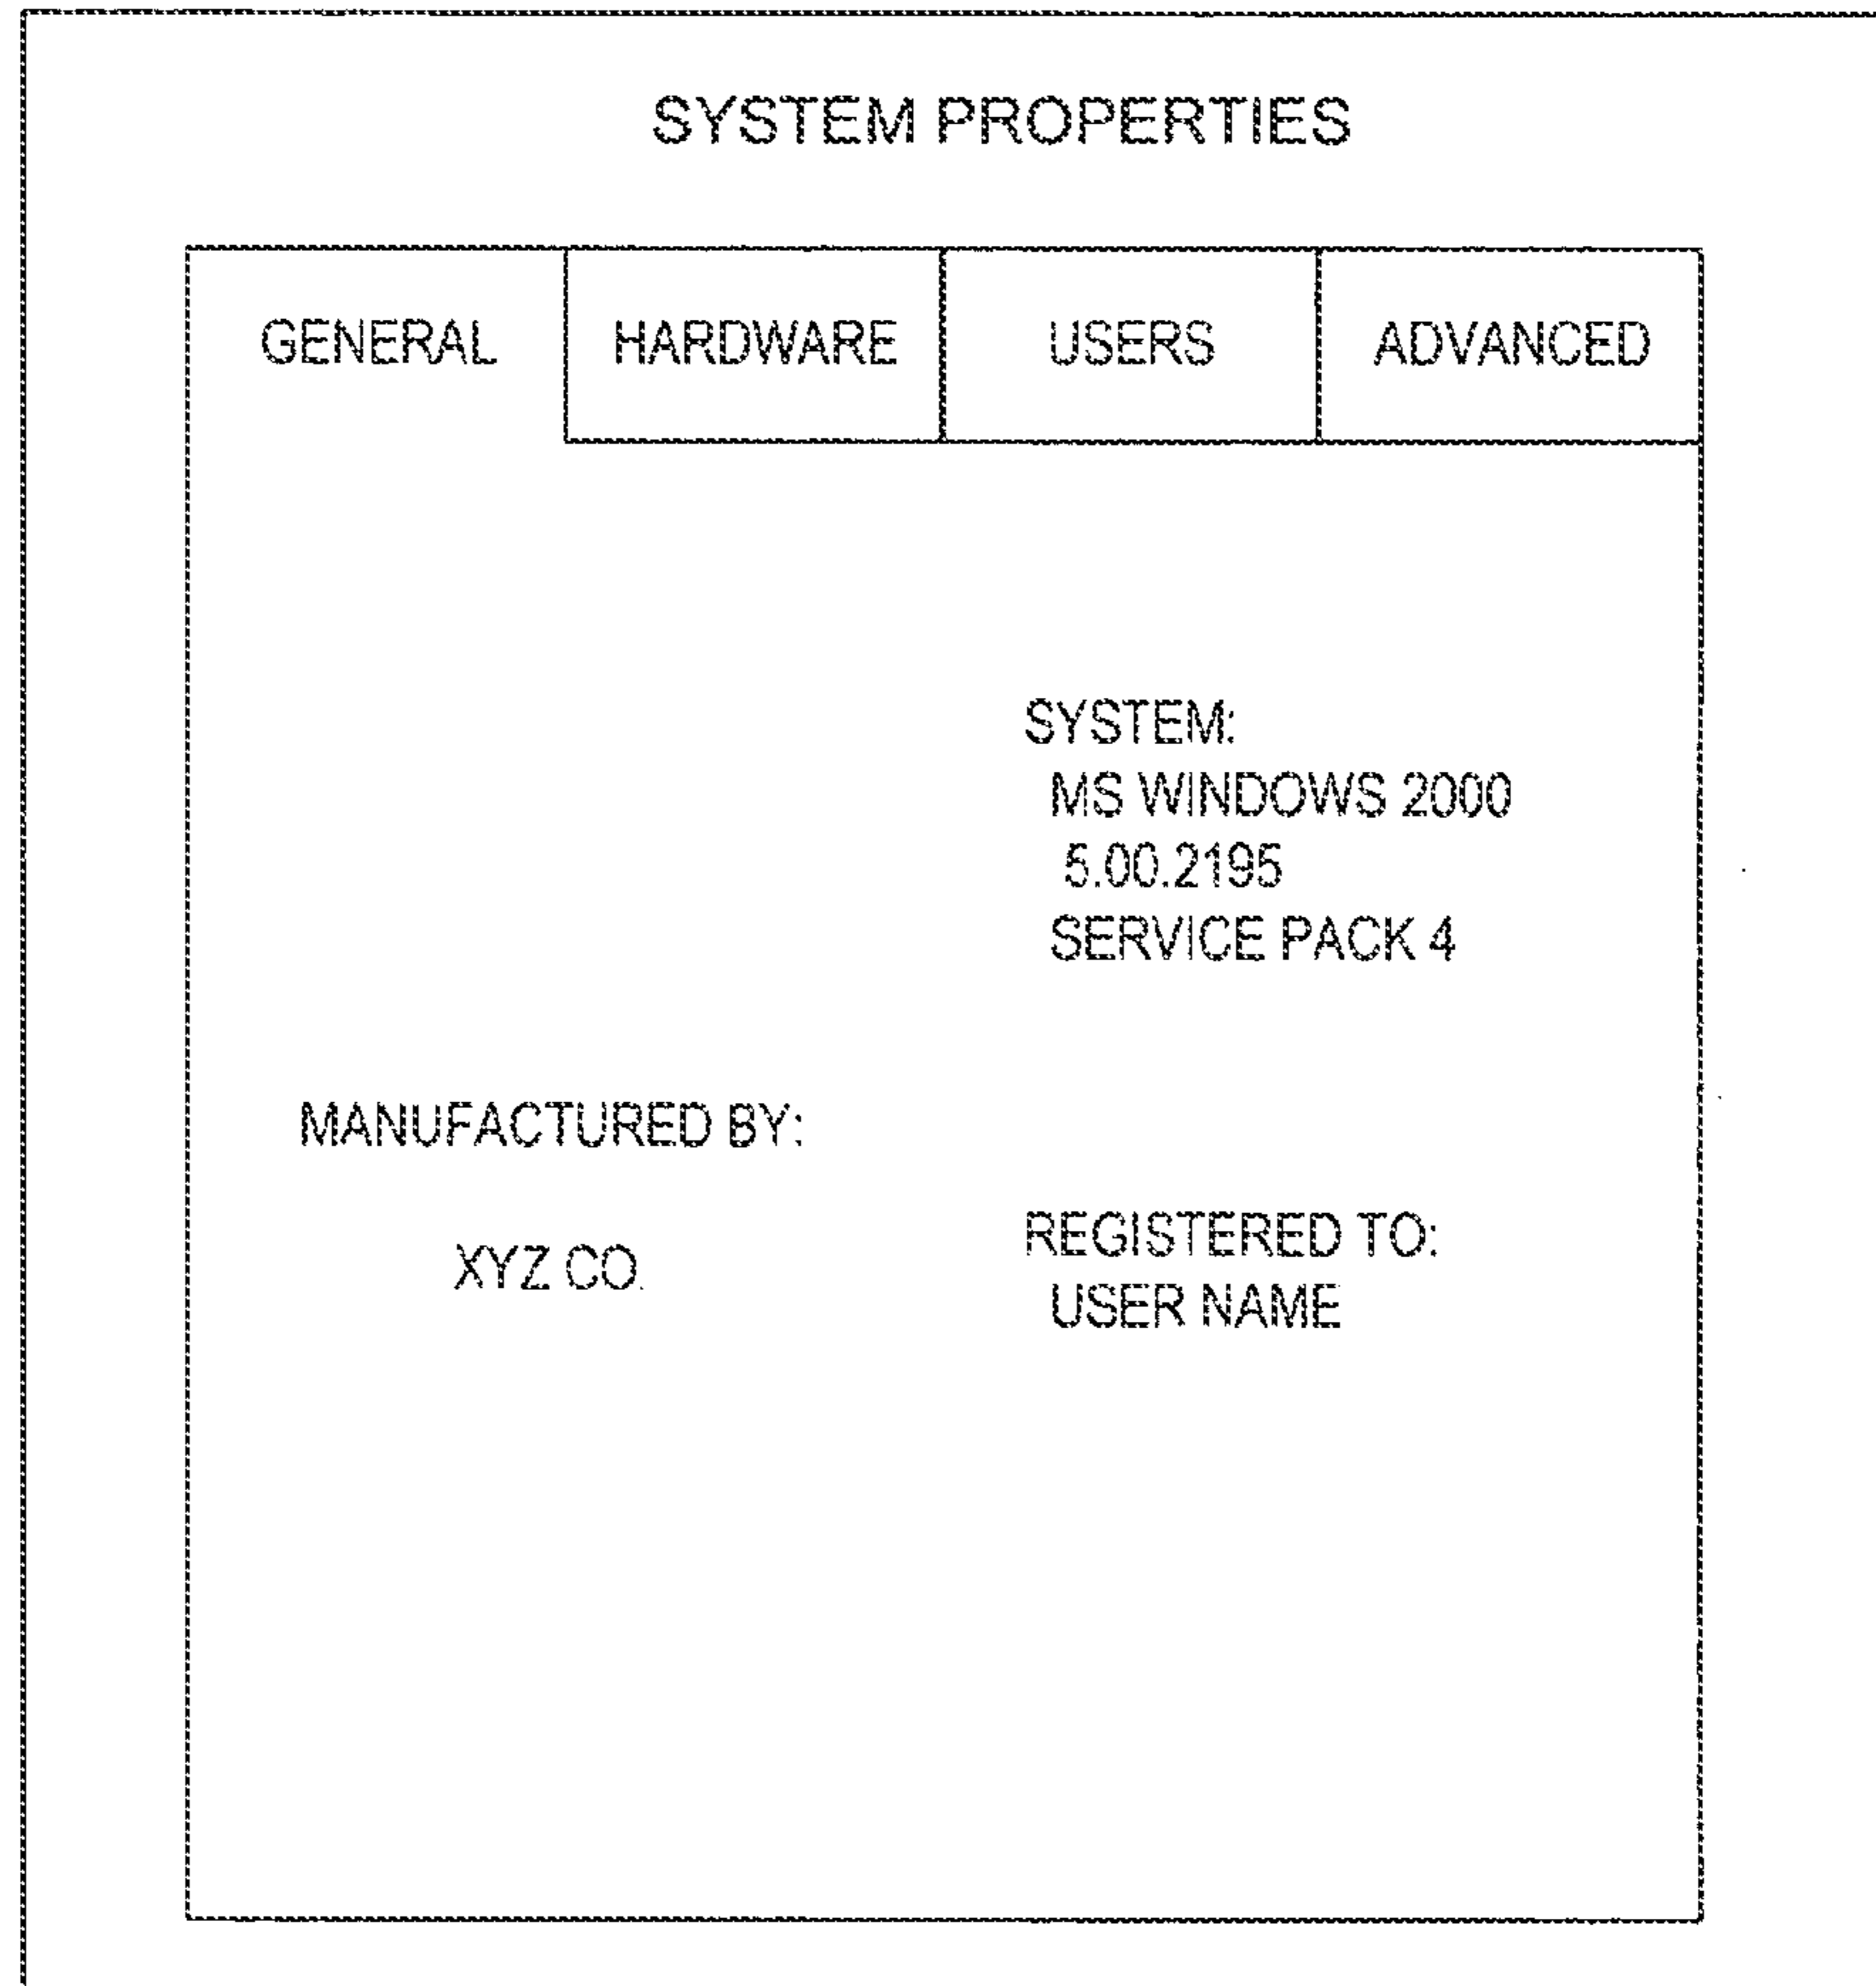 SYSTEM PROPERTIES
GENERAL HARDWARE USERS ADVANCED
SYSTEM:
MS WINDOWS 2000
5.00.2195
SERVICE PACK 4
MANUFACTURED BY:
XYZ CO.
REGISTERED TO:
USER NAME